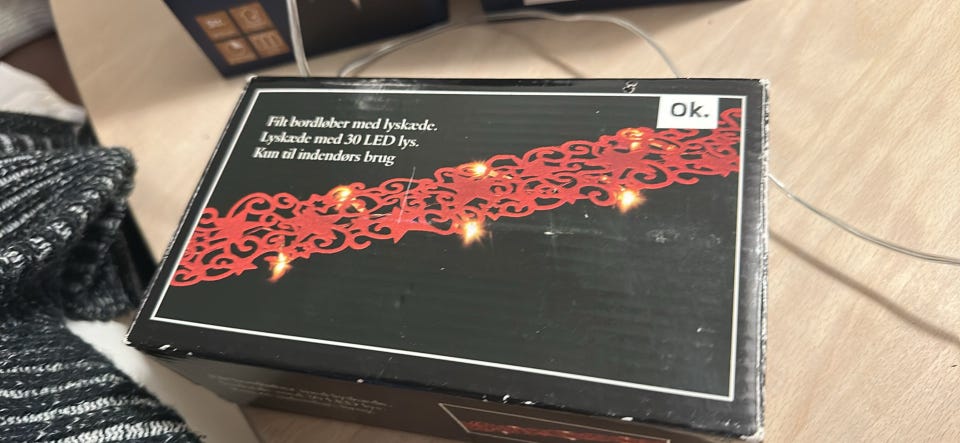 Filt bordløber med lyskæde.
Lyskæde med 30 LED lys.
Kun til indendørs brug
Ok.